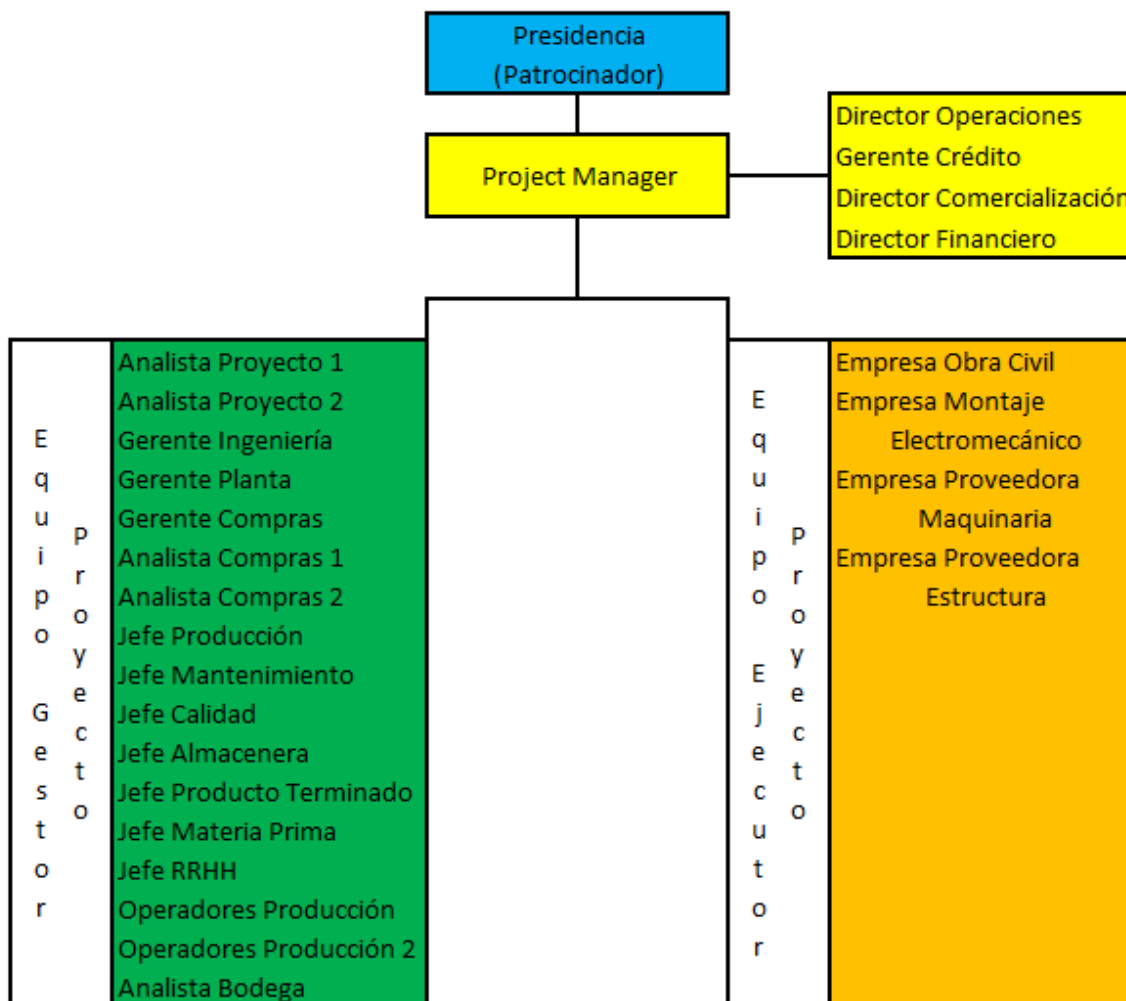 Presidencia
(Patrocinador)
Project Manager
Director Operaciones
Gerente Crédito
Director Comercialización
Director Financiero
Equipo Gestor
Proyecto
Analista Proyecto 1
Analista Proyecto 2
Gerente Ingeniería
Gerente Planta
Gerente Compras
Analista Compras 1
Analista Compras 2
Jefe Producción
Jefe Mantenimiento
Jefe Calidad
Jefe Almacenera
Jefe Producto Terminado
Jefe Materia Prima
Jefe RRHH
Operadores Producción
Operadores Producción 2
Analista Bodega
Equipo Ejecutor
Proyecto
Empresa Obra Civil
Empresa Montaje
Electromecánico
Empresa Proveedora
Maquinaria
Empresa Proveedora
Estructura